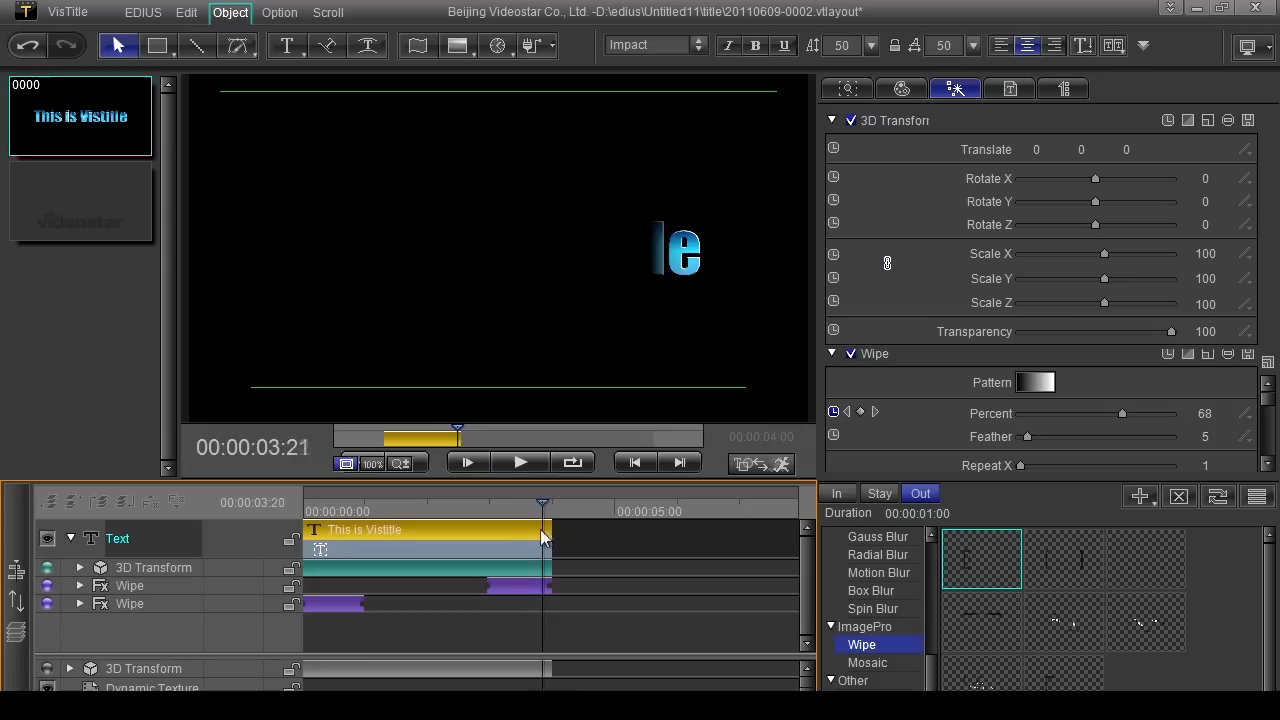 VisTitle EDIUS Edit Object Option Scroll Beijing Videostar Co., Ltd. -D:\edius\Untitled11\title\20110609-0002.vtlayout*
T T T T Impact I B U 50 50
0000
This is Vistitle
videostar
le
3D Transform
Translate 0 0 0
Rotate X 0
Rotate Y 0
Rotate Z 0
Scale X 100
Scale Y 100
Scale Z 100
Transparency 100
Wipe
Pattern
Percent 68
Feather 5
Repeat X 1
00:00:03:21
00:00:04:00
100%
00:00:03:20
00:00:00:00 00:00:05:00
Text
This is Vistitle
3D Transform
Wipe
Wipe
3D Transform
Dynamic Texture
In Stay Out
Duration 00:00:01:00
Gauss Blur
Radial Blur
Motion Blur
Box Blur
Spin Blur
ImagePro
Wipe
Mosaic
Other